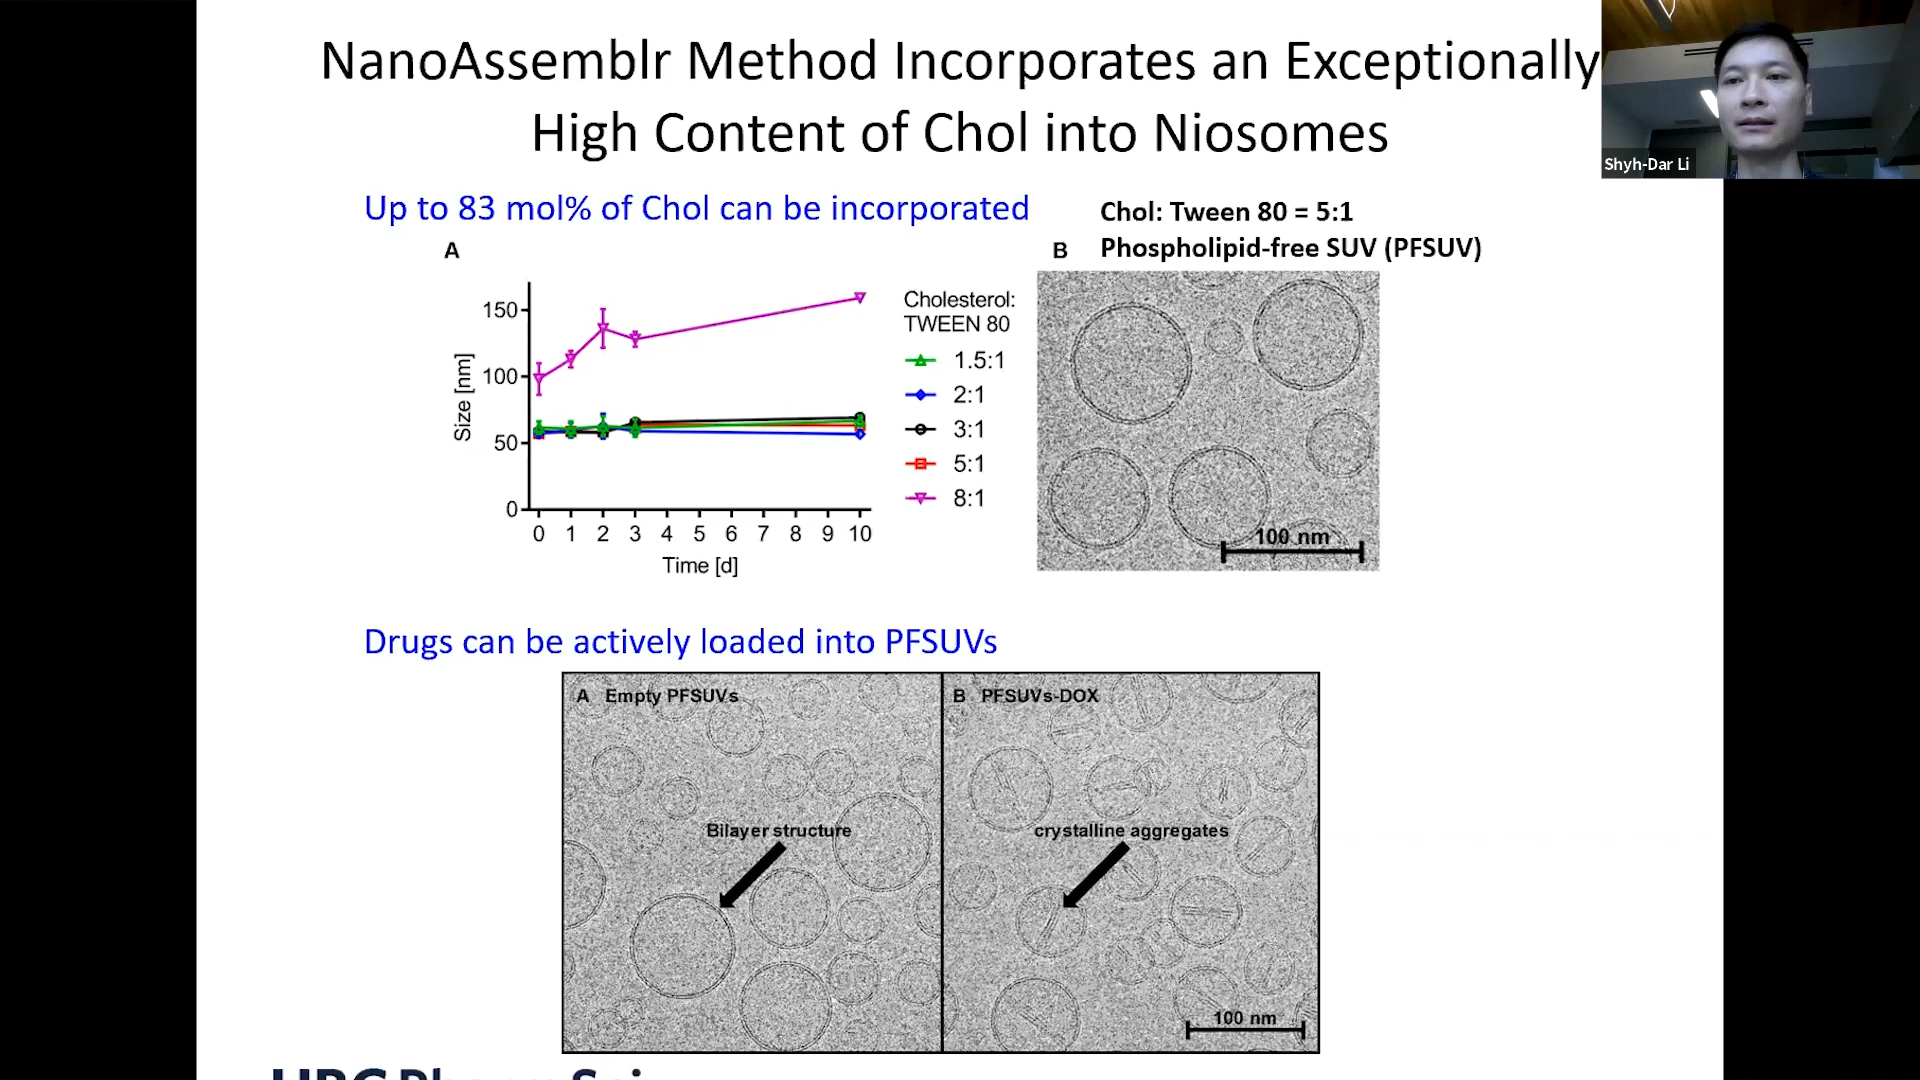 NanoAssemblr Method Incorporates an Exceptionally
High Content of Chol into Niosomes
Shyh-Dar Li
Up to 83 mol% of Chol can be incorporated
Chol: Tween 80 = 5:1
Phospholipid-free SUV (PFSUV)
A
B
150
100
50
0
Size [nm]
0 1 2 3 4 5 6 7 8 9 10
Time [d]
Cholesterol:
TWEEN 80
1.5:1
2:1
3:1
5:1
8:1
100 nm
Drugs can be actively loaded into PFSUVs
A Empty PFSUVs
B PFSUVs-DOX
Bilayer structure
crystalline aggregates
100 nm
UBC Pharm Sci